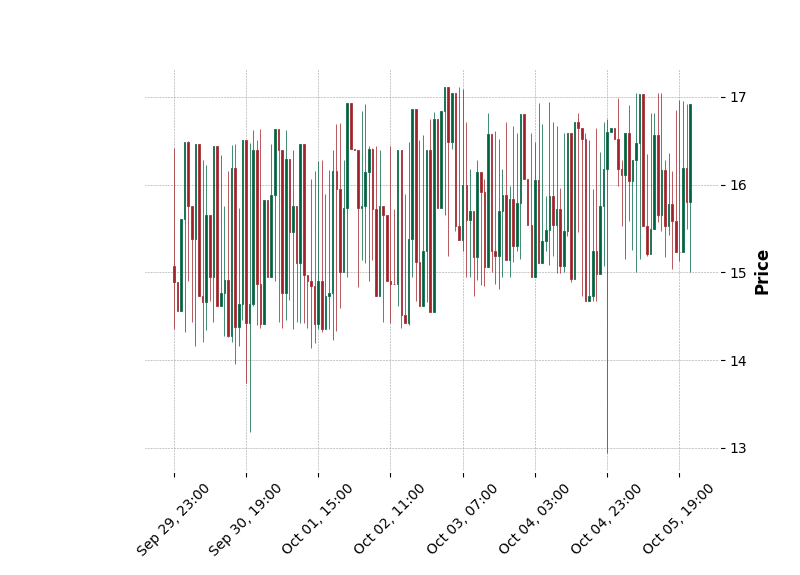 17
16
15
14
13
Price
Sep 29, 23:00
Sep 30, 19:00
Oct 01, 15:00
Oct 02, 11:00
Oct 03, 07:00
Oct 04, 03:00
Oct 04, 23:00
Oct 05, 19:00